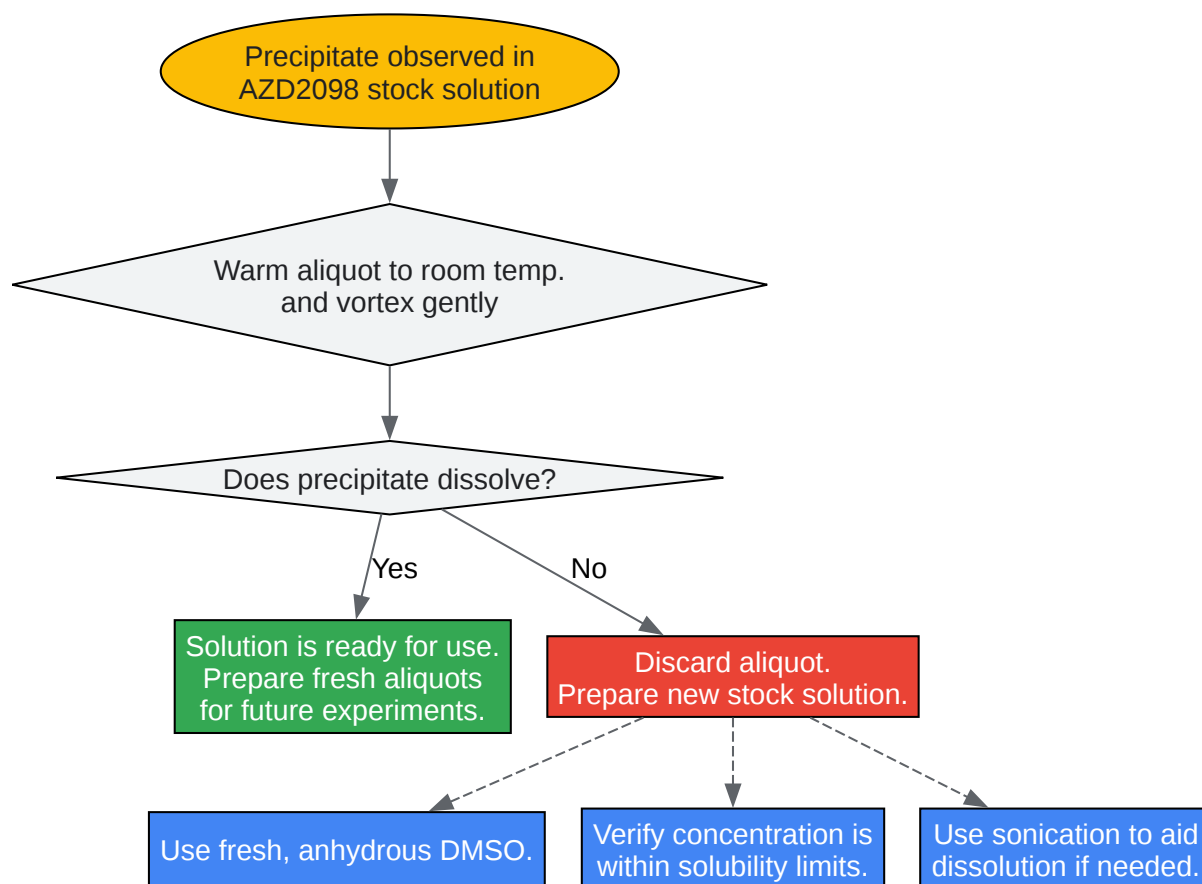 Precipitate observed in
AZD2098 stock solution
Warm aliquot to room temp.
and vortex gently
Does precipitate dissolve?
Yes
No
Solution is ready for use.
Prepare fresh aliquots
for future experiments.
Discard aliquot.
Prepare new stock solution.
Use fresh, anhydrous DMSO.
Verify concentration is
within solubility limits.
Use sonication to aid
dissolution if needed.